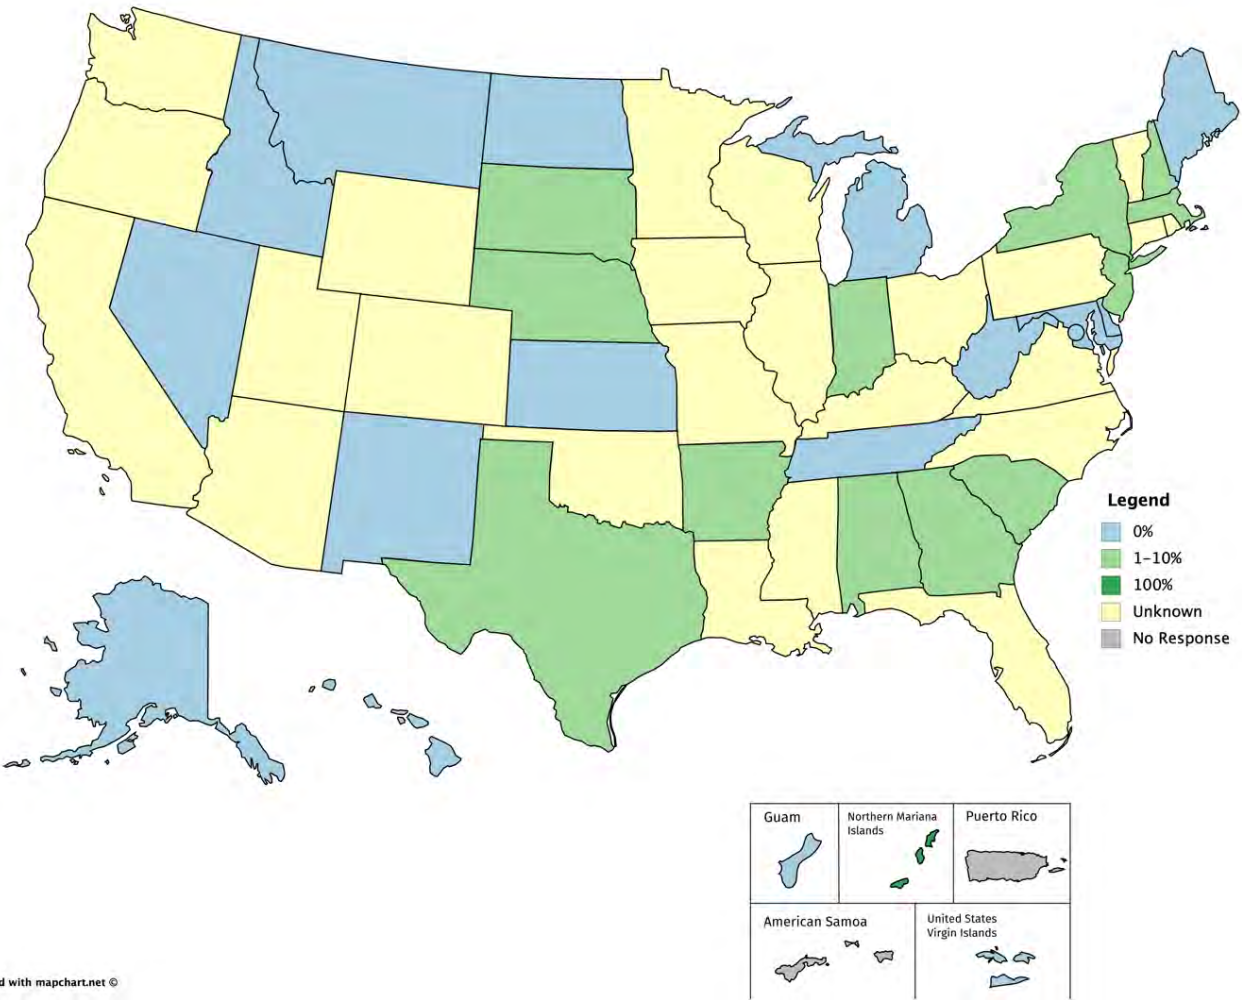 Legend
0%
1-10%
100%
Unknown
No Response
Guam
Northern Mariana
Islands
Puerto Rico
American Samoa
United States
Virgin Islands
d with mapchart.net ©